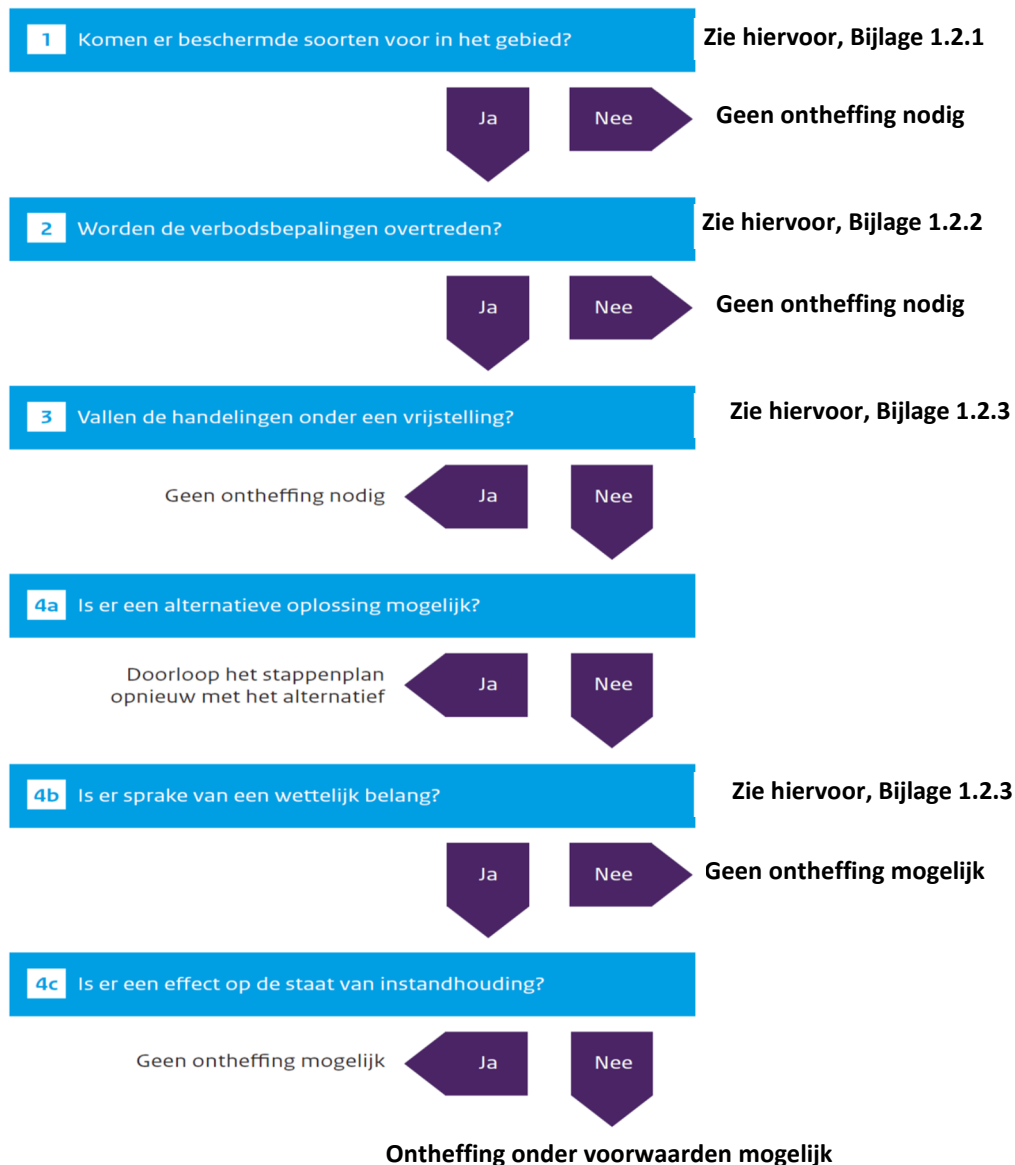 1 Komen er beschermde soorten voor in het gebied? Zie hiervoor, Bijlage 1.2.1
Ja Nee Geen ontheffing nodig
2 Worden de verbodsbepalingen overtreden? Zie hiervoor, Bijlage 1.2.2
Ja Nee Geen ontheffing nodig
3 Vallen de handelingen onder een vrijstelling? Zie hiervoor, Bijlage 1.2.3
Geen ontheffing nodig Ja Nee
4a Is er een alternatieve oplossing mogelijk?
Doorloop het stappenplan
opnieuw met het alternatief Ja Nee
4b Is er sprake van een wettelijk belang? Zie hiervoor, Bijlage 1.2.3
Ja Nee Geen ontheffing mogelijk
4c Is er een effect op de staat van instandhouding?
Geen ontheffing mogelijk Ja Nee
Ontheffing onder voorwaarden mogelijk